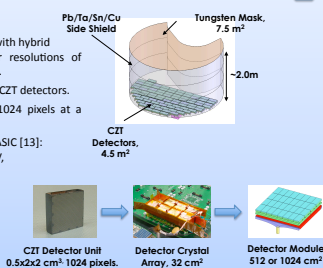 Pb/Ta/Sn/Cu
Side Shield
Tungsten Mask,
7.5 m²
with hybrid
resolutions of
CZT detectors.
1024 pixels at a
ASIC [13]:
~2.0m
CZT
Detectors,
4.5 m²
CZT Detector Unit
0.5x2x2 cm³, 1024 pixels.
Detector Crystal
Array, 32 cm²
Detector Module
512 or 1024 cm²